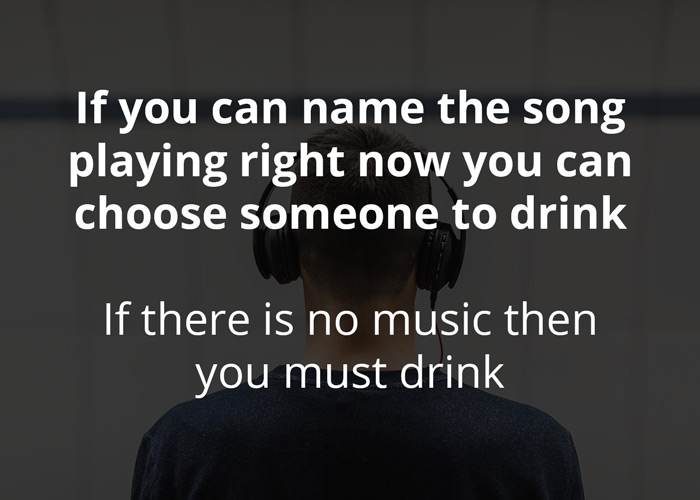 If you can name the song
playing right now you can
choose someone to drink
If there is no music then
you must drink